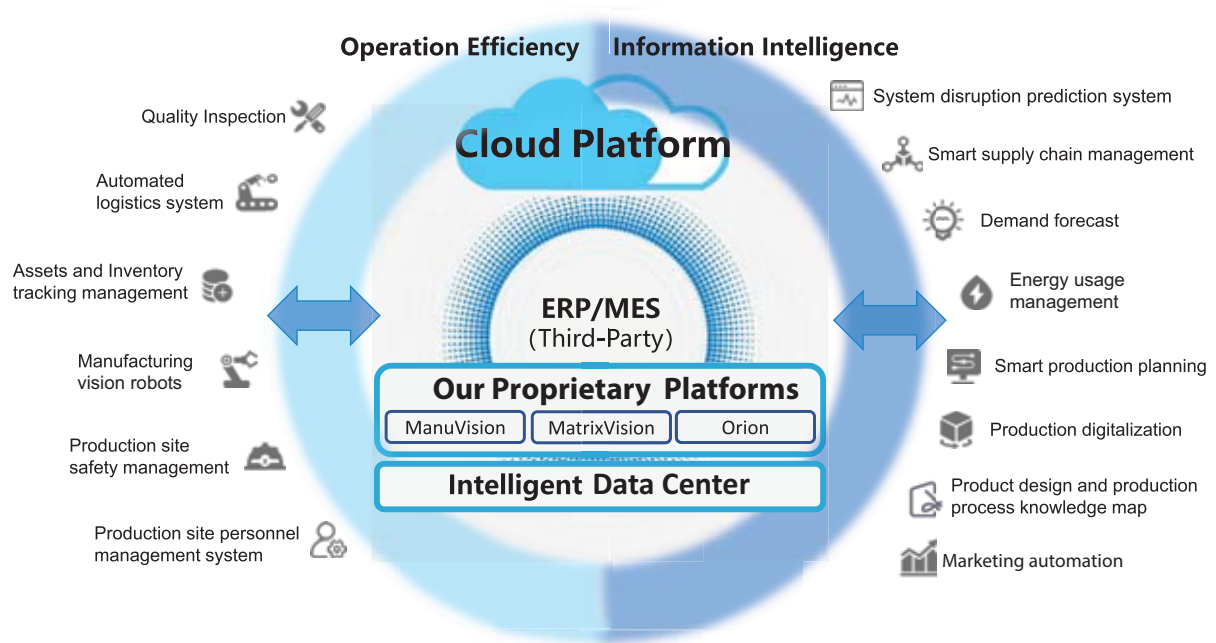 Operation Efficiency
Information Intelligence
Quality Inspection
Automated
logistics system
Assets and Inventory
tracking management
Manufacturing
vision robots
Production site
safety management
Production site personnel
management system
Cloud Platform
ERP/MES
(Third-Party)
Our Proprietary Platforms
ManuVision
MatrixVision
Orion
Intelligent Data Center
System disruption prediction system
Smart supply chain management
Demand forecast
Energy usage
management
Smart production planning
Production digitalization
Product design and production
process knowledge map
Marketing automation